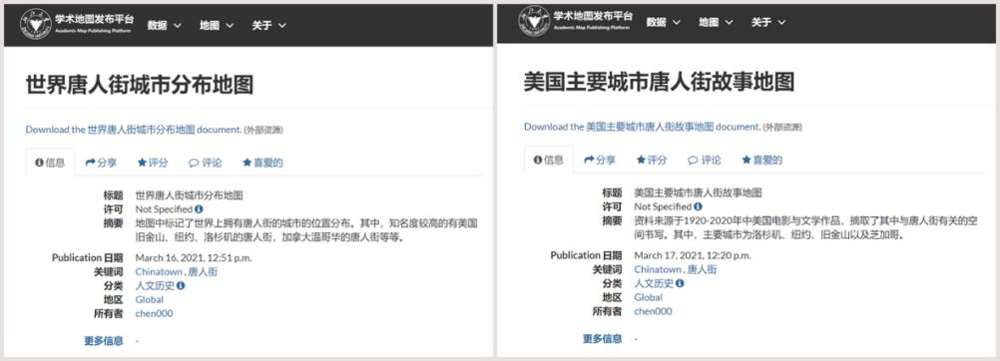 学术地图发布平台
Academic Map Publishing Platform
数据
地图
关于
世界唐人街城市分布地图
Download the 世界唐人街城市分布地图 document. (外部资源)
信息
分享
评分
评论
喜爱的
标题 世界唐人街城市分布地图
许可 Not Specified
摘要 地图中标记了世界上拥有唐人街的城市的位置分布。其中，知名度较高的有美国
旧金山、纽约、洛杉矶的唐人街，加拿大温哥华的唐人街等等。
Publication 日期 March 16, 2021, 12:51 p.m.
关键词 Chinatown , 唐人街
分类 人文历史
地区 Global
所有者 chen000
更多信息 -
学术地图发布平台
Academic Map Publishing Platform
数据
地图
关于
美国主要城市唐人街故事地图
Download the 美国主要城市唐人街故事地图 document. (外部资源)
信息
分享
评分
评论
喜爱的
标题 美国主要城市唐人街故事地图
许可 Not Specified
摘要 资料来源于1920-2020年中美国电影与文学作品，摘取了其中与唐人街有关的空
间书写。其中，主要城市为洛杉矶、纽约、旧金山以及芝加哥。
Publication 日期 March 17, 2021, 12:20 p.m.
关键词 Chinatown , 唐人街
分类 人文历史
地区 Global
所有者 chen000
更多信息 -